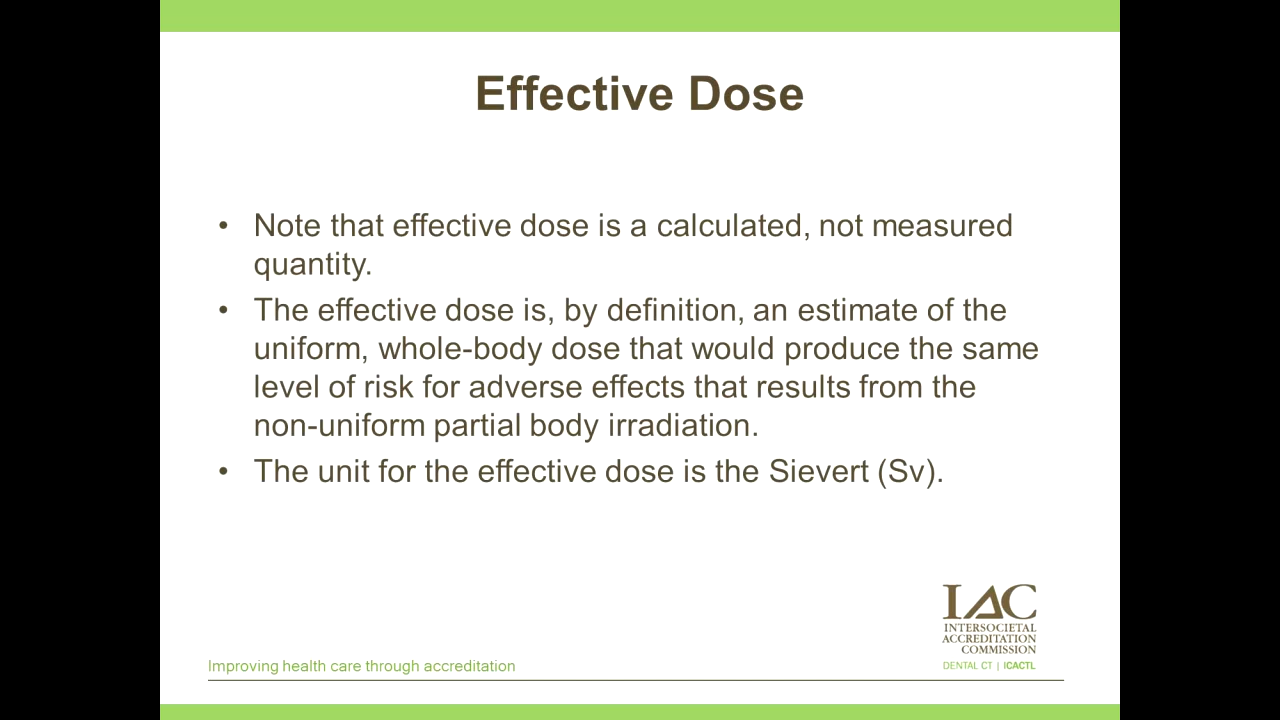 Effective Dose
• Note that effective dose is a calculated, not measured
quantity.
• The effective dose is, by definition, an estimate of the
uniform, whole-body dose that would produce the same
level of risk for adverse effects that results from the
non-uniform partial body irradiation.
• The unit for the effective dose is the Sievert (Sv).
IAC
INTERSOCIETAL
ACCREDITATION
COMMISSION
DENTAL CT | ICACTL
Improving health care through accreditation